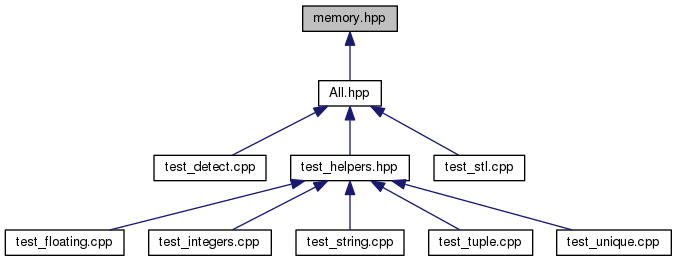 memory.hpp
All.hpp
test_detect.cpp
test_helpers.hpp
test_stl.cpp
test_floating.cpp
test_integers.cpp
test_string.cpp
test_tuple.cpp
test_unique.cpp